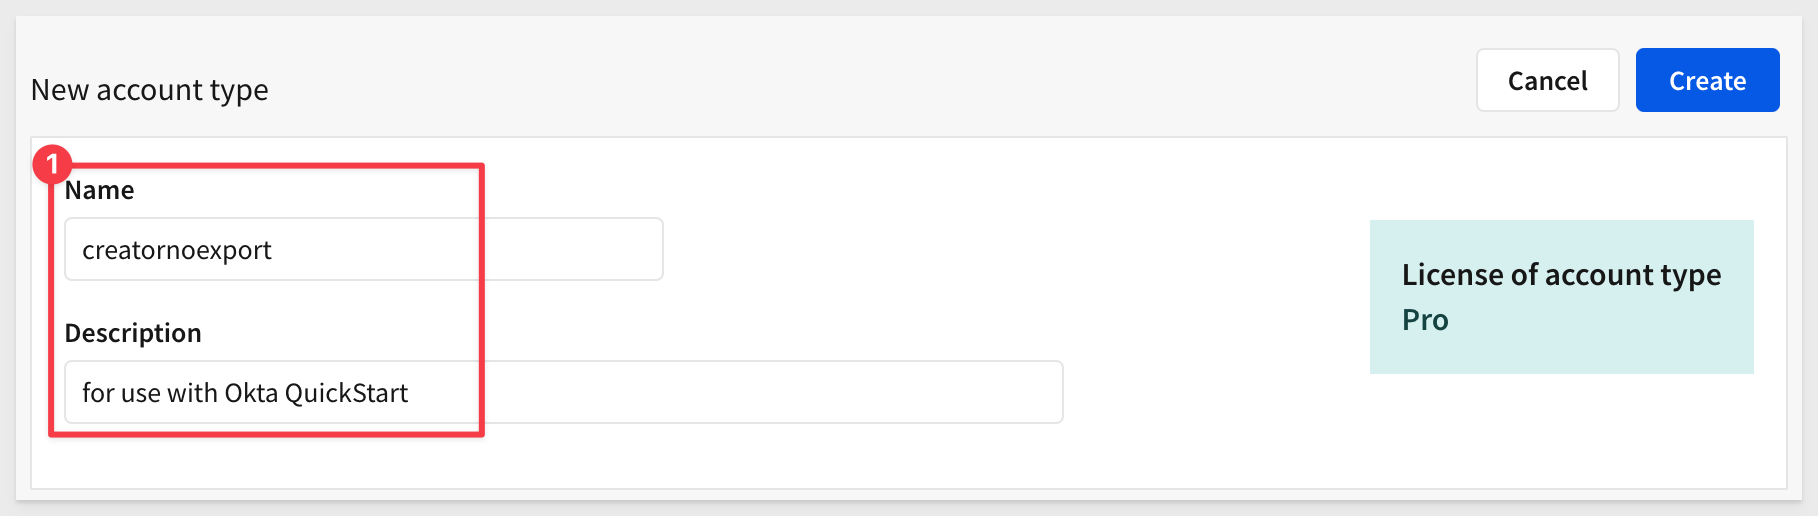 New account type
Cancel
Create
1
Name
creatornoexport
Description
for use with Okta QuickStart
License of account type
Pro